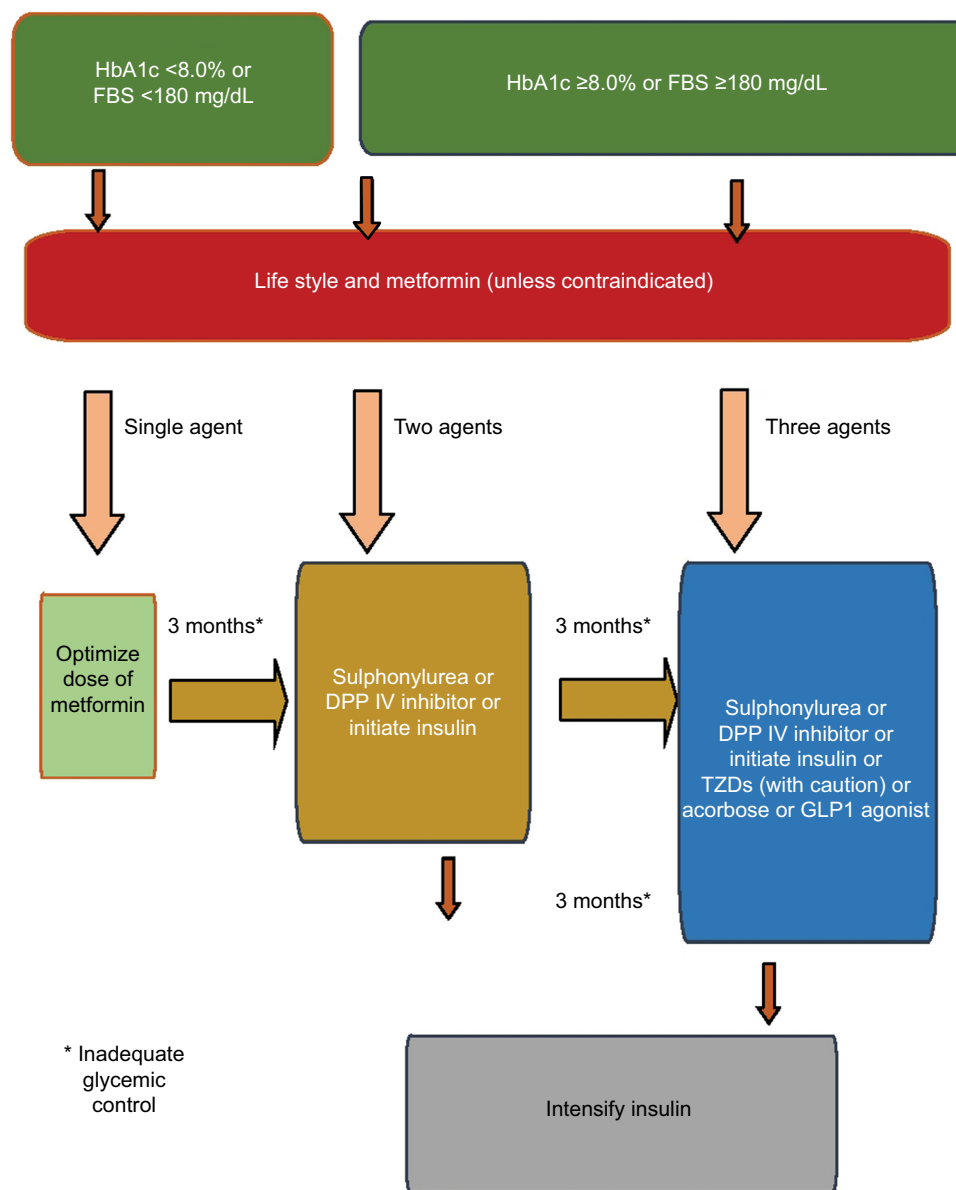 HbA1c <8.0% or
FBS <180 mg/dL
HbA1c ≥8.0% or FBS ≥180 mg/dL
Life style and metformin (unless contraindicated)
Single agent
Two agents
Three agents
Optimize
dose of
metformin
3 months*
Sulphonylurea or
DPP IV inhibitor or
initiate insulin
3 months*
Sulphonylurea or
DPP IV inhibitor or
initiate insulin or
TZDs (with caution) or
acorbose or GLP1 agonist
3 months*
* Inadequate
glycemic
control
Intensify insulin